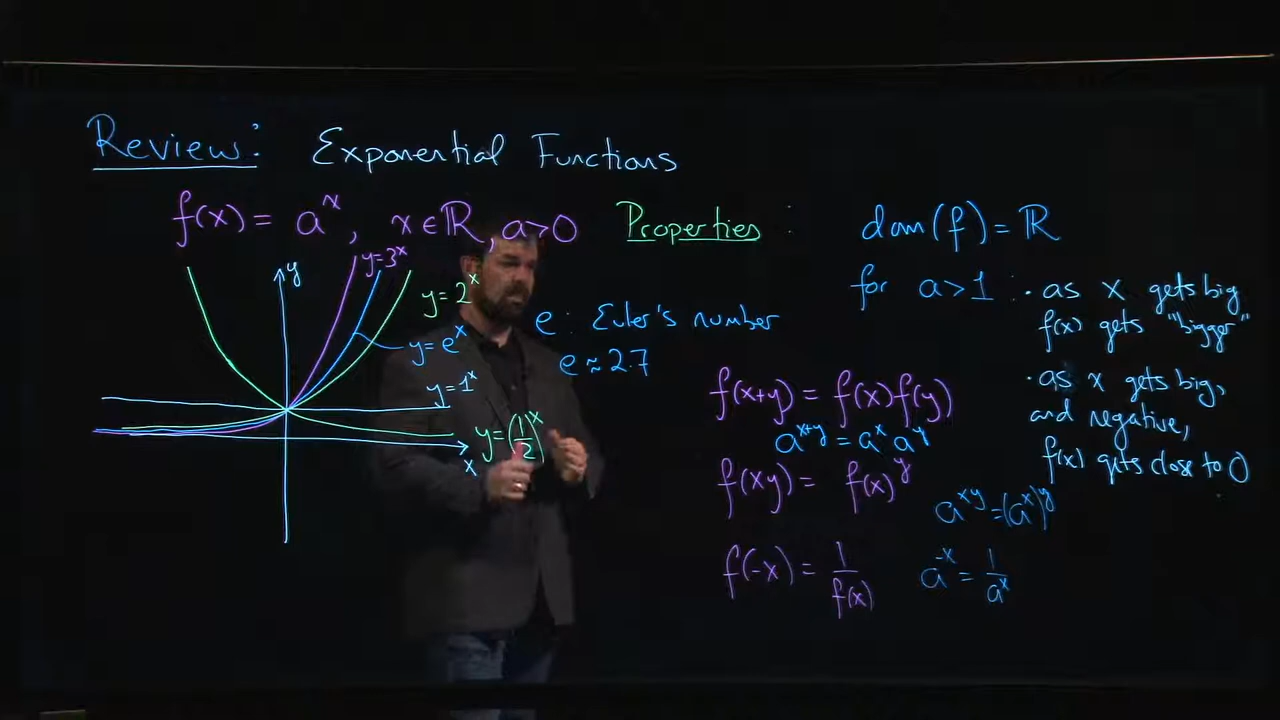 Review: Exponential Functions
f(x) = a^x, x ∈ ℝ, a>0
y
y=3^x
y=2^x
y=e^x
y=1^x
y=(1/2)^x
x
e: Euler's number
e ≈ 2.7
Properties:
dom(f) = ℝ
for a>1: · as x gets big
f(x) gets "bigger"
· as x gets big,
and negative,
f(x) gets close to 0
f(x+y) = f(x)f(y)
a^{x+y} = a^x a^y
f(xy) = f(x)^y
a^{xy} = (a^x)^y
f(-x) = 1/f(x)
a^{-x} = 1/a^x